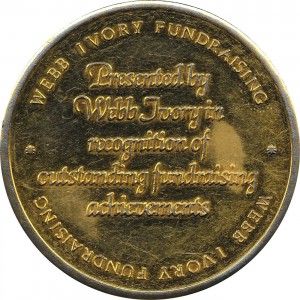 WEBB IVORY FUNDRAISING
Presented by
Webb Ivory in
recognition of
outstanding fundraising
achievements
WEBB IVORY FUNDRAISING